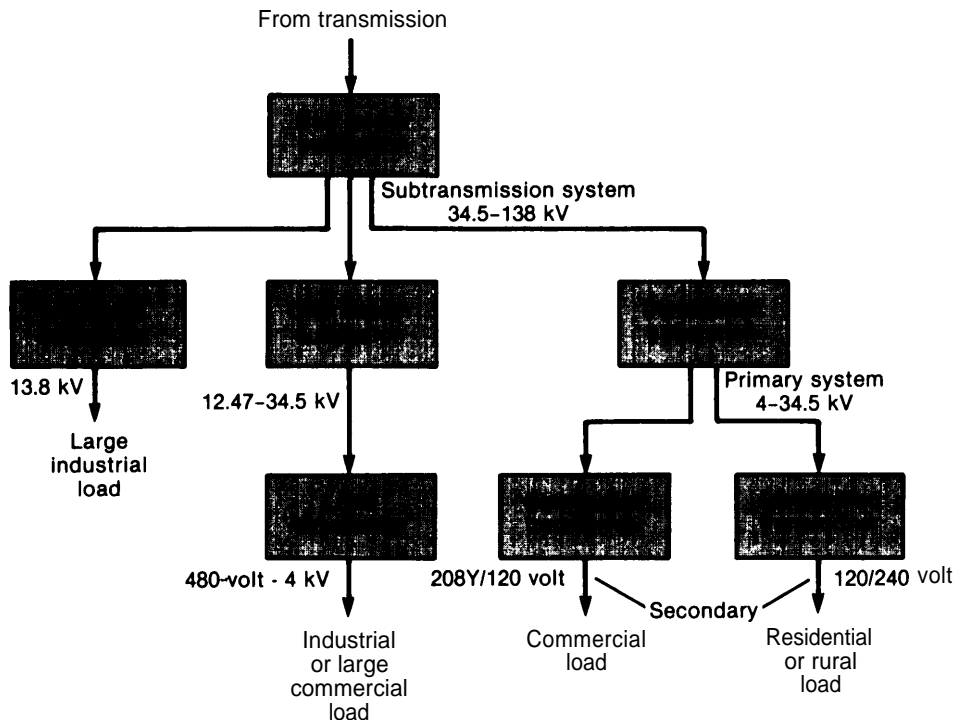 From transmission
Subtransmission system
34.5-138 kV
13.8 kV
Large
industrial
load
12.47-34.5 kV
Primary system
4-34.5 kV
480-volt - 4 kV
208Y/120 volt
Secondary
120/240 volt
Industrial
or large
commercial
load
Commercial
load
Residential
or rural
load